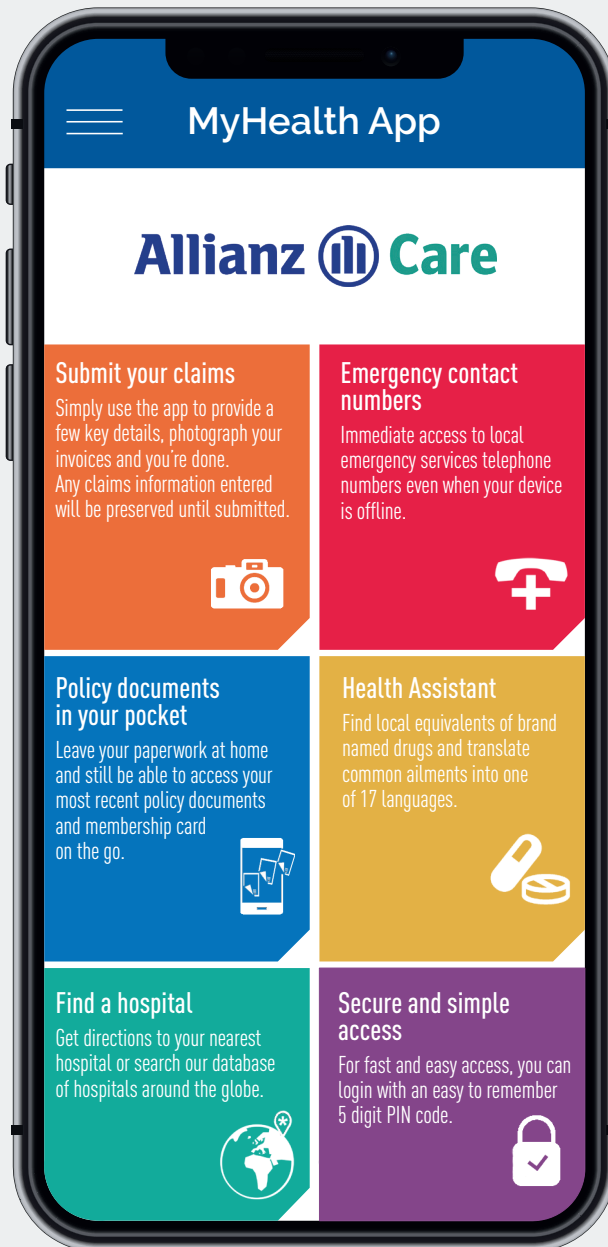 MyHealth App
Allianz Care
Submit your claims
Simply use the app to provide a
few key details, photograph your
invoices and you're done.
Any claims information entered
will be preserved until submitted.
Emergency contact
numbers
Immediate access to local
emergency services telephone
numbers even when your device
is offline.
Policy documents
in your pocket
Leave your paperwork at home
and still be able to access your
most recent policy documents
and membership card
on the go.
Health Assistant
Find local equivalents of brand
named drugs and translate
common ailments into one
of 17 languages.
Find a hospital
Get directions to your nearest
hospital or search our database
of hospitals around the globe.
Secure and simple
access
For fast and easy access, you can
login with an easy to remember
5 digit PIN code.